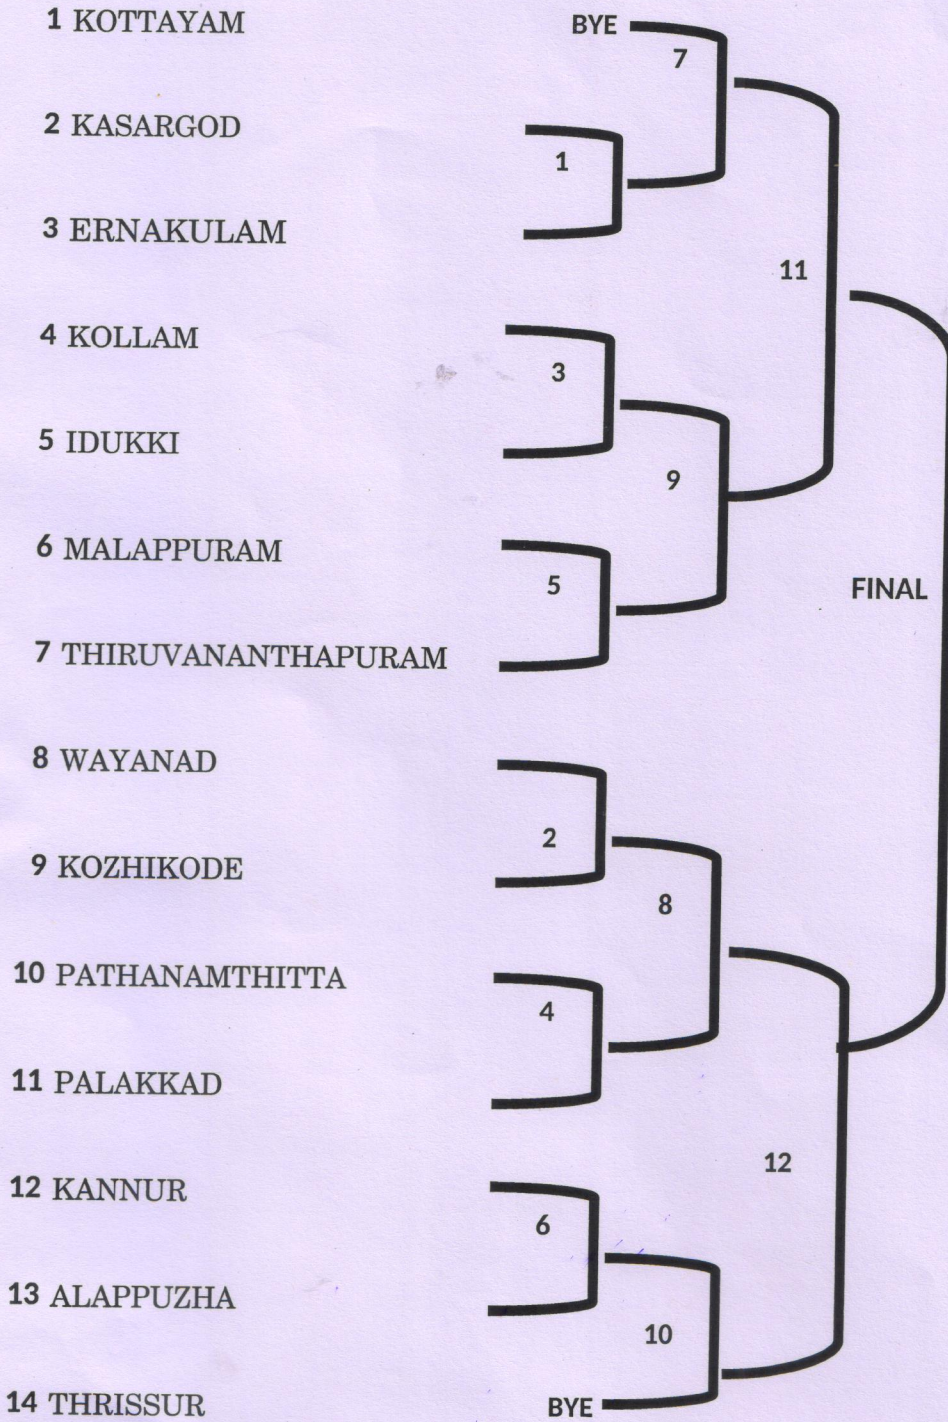 1 KOTTAYAM BYE
7
2 KASARGOD
1
3 ERNAKULAM
11
4 KOLLAM
3
5 IDUKKI
9
6 MALAPPURAM
5
FINAL
7 THIRUVANANTHAPURAM
8 WAYANAD
2
9 KOZHIKODE
8
10 PATHANAMTHITTA
4
11 PALAKKAD
12
12 KANNUR
6
13 ALAPPUZHA
10
14 THRISSUR BYE